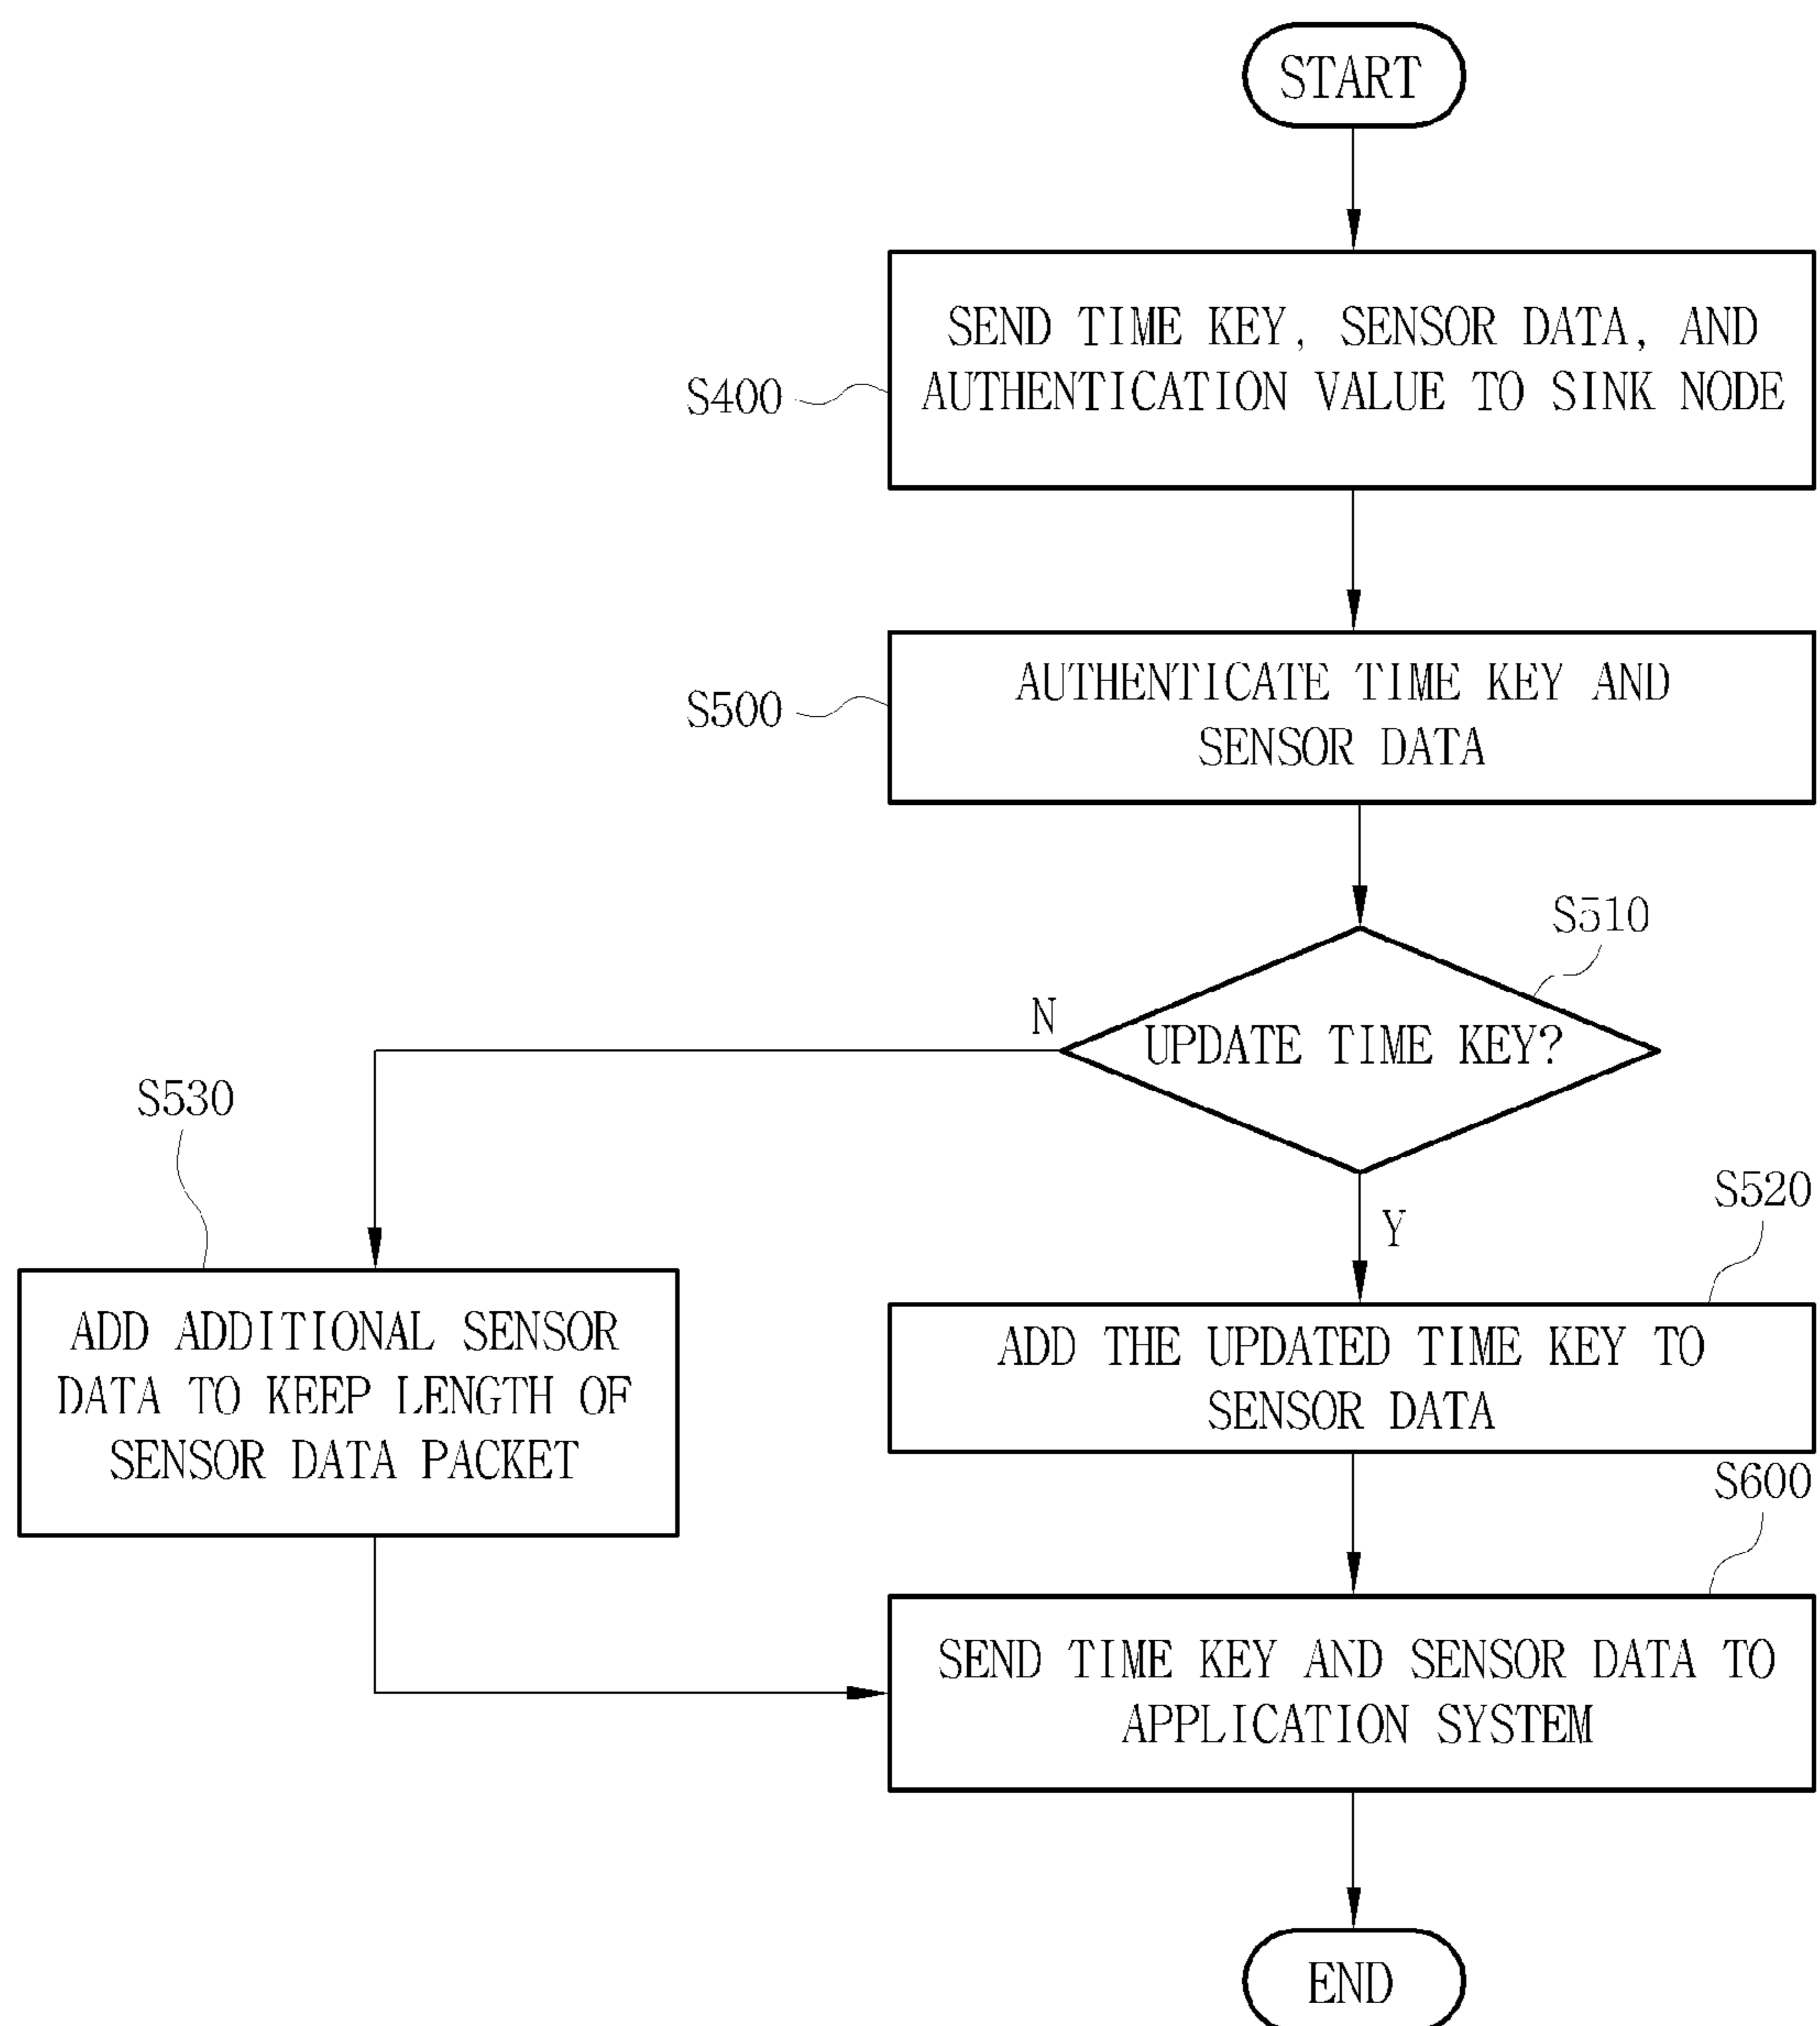 START
SEND TIME KEY, SENSOR DATA, AND
AUTHENTICATION VALUE TO SINK NODE
S400
AUTHENTICATE TIME KEY AND
SENSOR DATA
S500
S510
N
UPDATE TIME KEY?
S530
Y
S520
ADD ADDITIONAL SENSOR
DATA TO KEEP LENGTH OF
SENSOR DATA PACKET
ADD THE UPDATED TIME KEY TO
SENSOR DATA
S600
SEND TIME KEY AND SENSOR DATA TO
APPLICATION SYSTEM
END